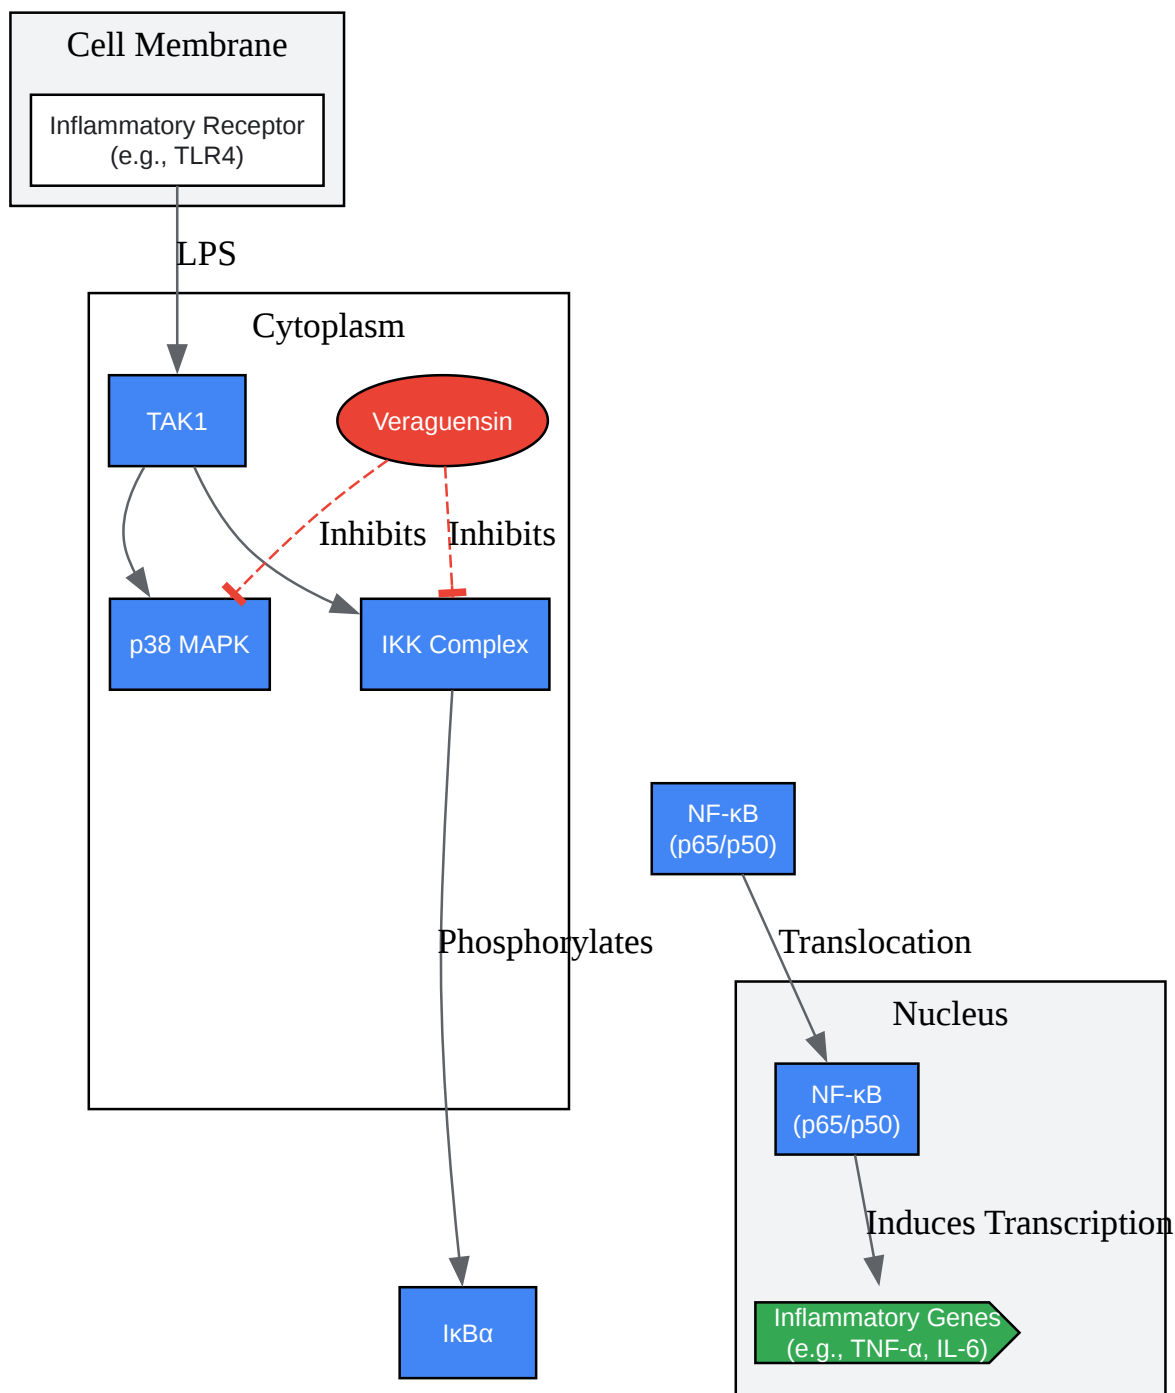 Cell Membrane
Inflammatory Receptor
(e.g., TLR4)
LPS
Cytoplasm
TAK1
Veraguensin
Inhibits
Inhibits
p38 MAPK
IKK Complex
NF-κB
(p65/p50)
Phosphorylates
Translocation
Nucleus
NF-κB
(p65/p50)
Induces Transcription
IκBα
Inflammatory Genes
(e.g., TNF-α, IL-6)